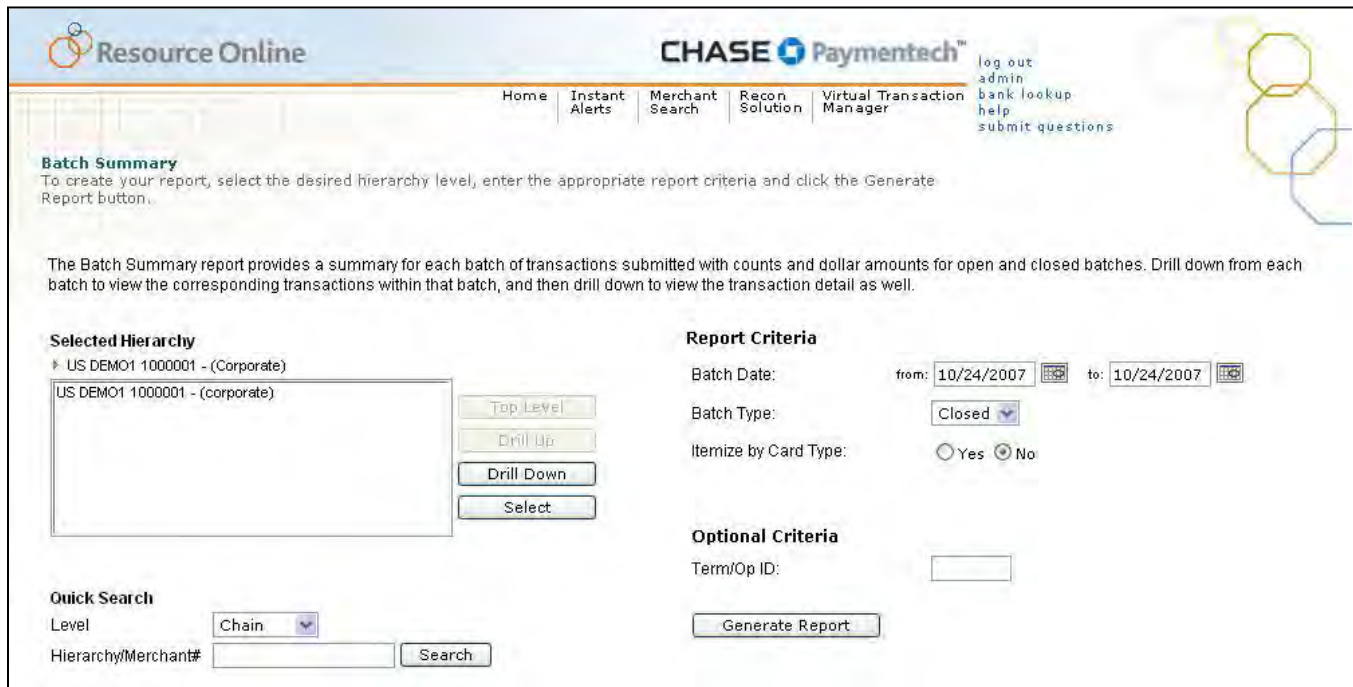 Resource Online
CHASE Paymentech™
log out
admin
bank lookup
help
submit questions
Home
Instant Alerts
Merchant Search
Recon Solution
Virtual Transaction Manager
Batch Summary
To create your report, select the desired hierarchy level, enter the appropriate report criteria and click the Generate
Report button.
The Batch Summary report provides a summary for each batch of transactions submitted with counts and dollar amounts for open and closed batches. Drill down from each
batch to view the corresponding transactions within that batch, and then drill down to view the transaction detail as well.
Selected Hierarchy
US DEMO1 1000001 - (Corporate)
US DEMO1 1000001 - (corporate)
Top Level
Drill Up
Drill Down
Select
Quick Search
Level Chain
Hierarchy/Merchant# Search
Report Criteria
Batch Date: from: 10/24/2007 to: 10/24/2007
Batch Type: Closed
Itemize by Card Type: Yes No
Optional Criteria
Term/Op ID:
Generate Report